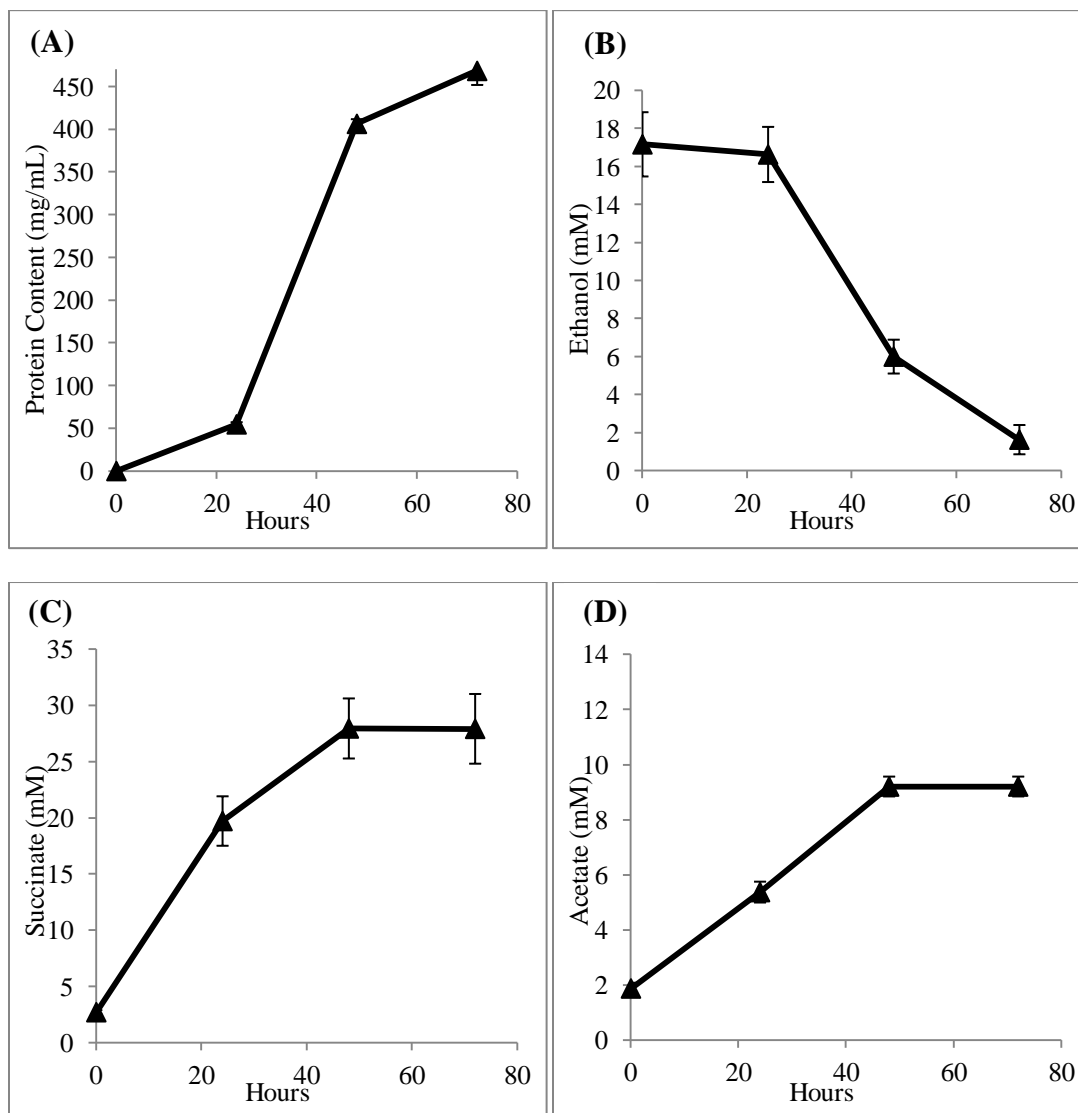 (A)
Protein Content (mg/mL)
450
400
350
300
250
200
150
100
50
0
0 20 40 60 80
Hours
(B)
Ethanol (mM)
20
18
16
14
12
10
8
6
4
2
0
0 20 40 60 80
Hours
(C)
Succinate (mM)
35
30
25
20
15
10
5
0
0 20 40 60 80
Hours
(D)
Acetate (mM)
14
12
10
8
6
4
2
0
0 20 40 60 80
Hours